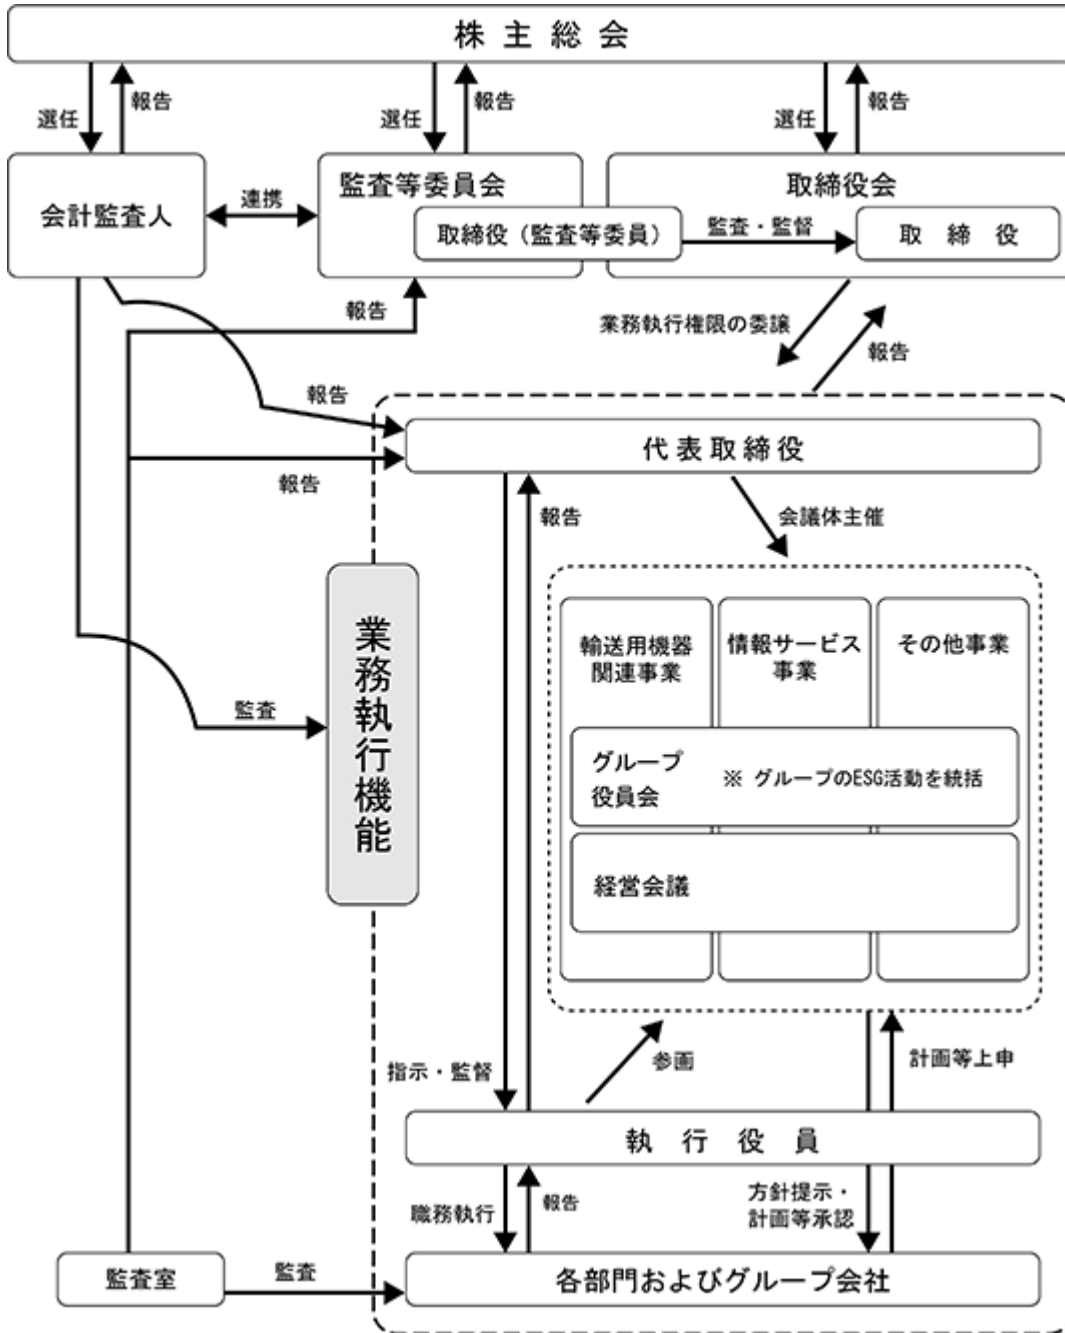 株主総会
選任
報告
選任
報告
選任
報告
会計監査人
連携
監査等委員会
取締役会
取締役（監査等委員）
監査・監督
取締役
報告
業務執行権限の委譲
報告
報告
代表取締役
報告
報告
会議体主催
業務執行機能
輸送用機器
関連事業
情報サービス
事業
その他事業
監査
グループ
役員会
※ グループのESG活動を統括
経営会議
指示・監督
参画
計画等上申
執行役員
職務執行
報告
方針提示・
計画等承認
監査室
監査
各部門およびグループ会社